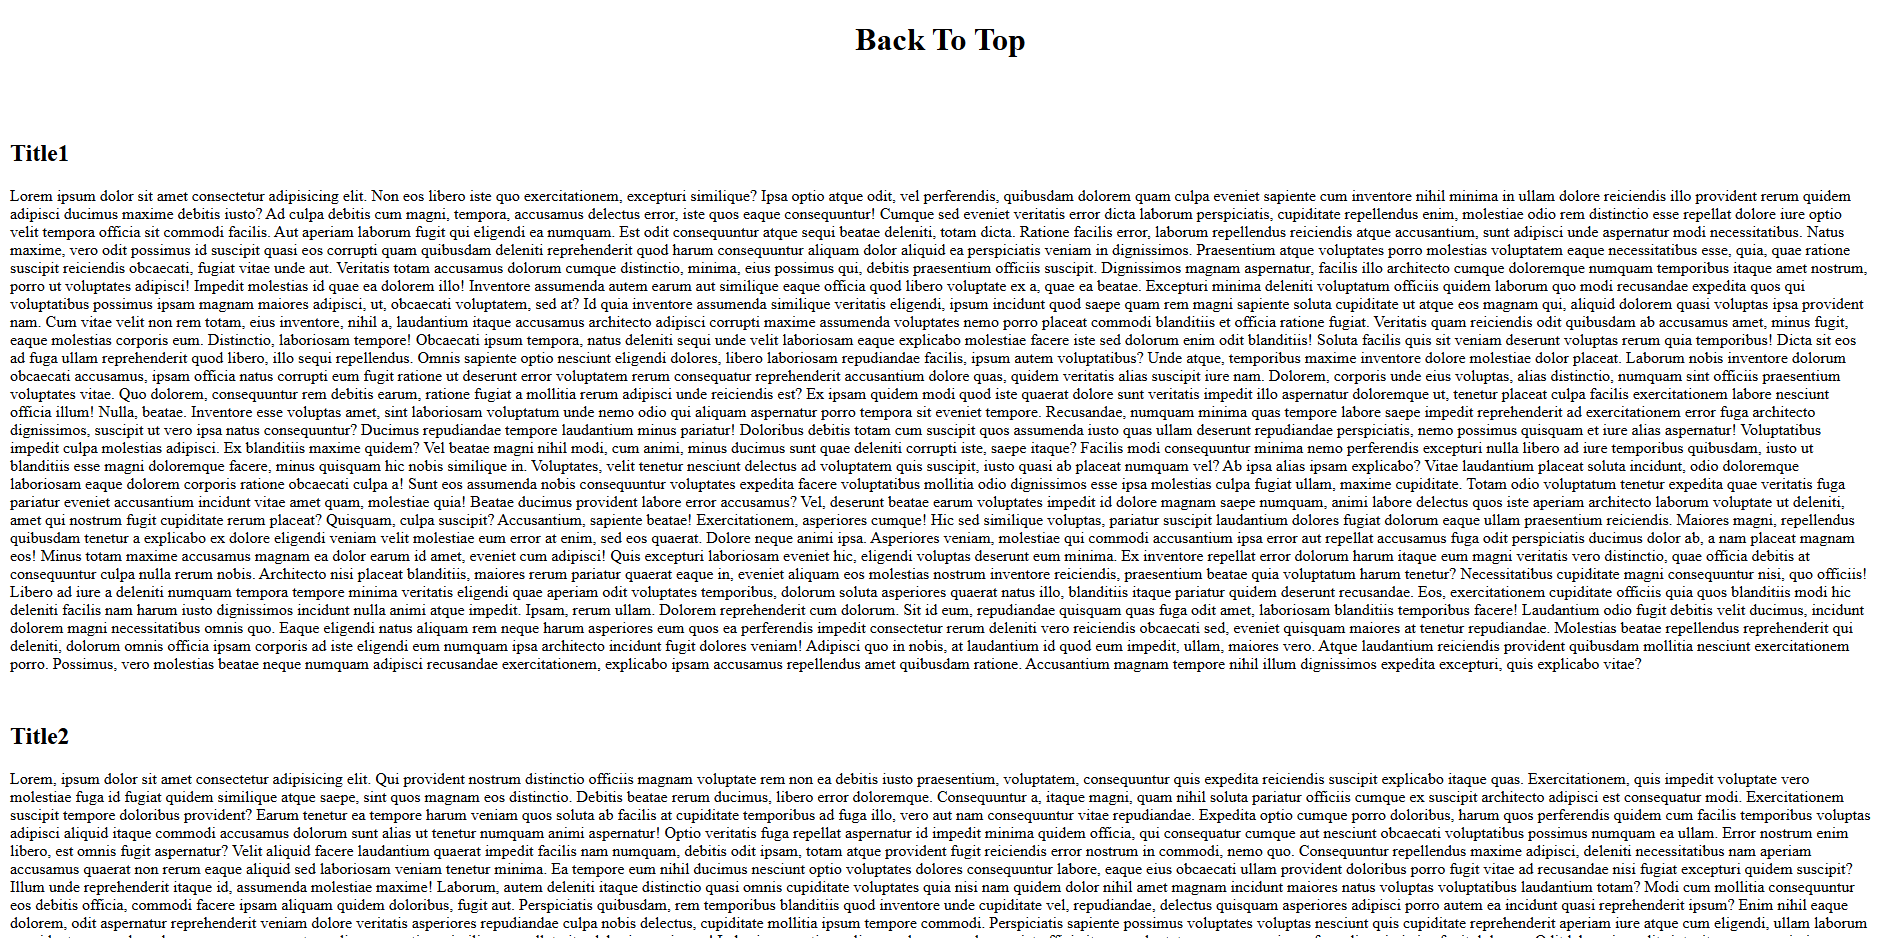 Back To Top
Title1
Lorem ipsum dolor sit amet consectetur adipisicing elit. Non eos libero iste quo exercitationem, excepturi similique? Ipsa optio atque odit, vel perferendis, quibusdam dolorem quam culpa eveniet sapiente cum inventore nihil minima in ullam dolore reiciendis illo provident rerum quidem
adipisci ducimus maxime debitis iusto? Ad culpa debitis cum magni, tempora, accusamus delectus error, iste quos eaque consequuntur! Cumque sed eveniet veritatis error dicta laborum perspiciatis, cupiditate repellendus enim, molestiae odio rem distinctio esse repellat dolore iure optio
velit tempora officia sit commodi facilis. Aut aperiam laborum fugit qui eligendi ea numquam. Est odit consequuntur atque sequi beatae deleniti, totam dicta. Ratione facilis error, laborum repellendus reiciendis atque accusantium, sunt adipisci unde aspernatur modi necessitatibus. Natus
maxime, vero odit possimus id suscipit quasi eos corrupti quam quibusdam deleniti reprehenderit quod harum consequuntur aliquam dolor aliquid ea perspiciatis veniam in dignissimos. Praesentium atque voluptates porro molestias voluptatem eaque necessitatibus esse, quia, quae ratione
suscipit reiciendis obcaecati, fugiat vitae unde aut. Veritatis totam accusamus dolorum cumque distinctio, minima, eius possimus qui, debitis praesentium officiis suscipit. Dignissimos magnam aspernatur, facilis illo architecto cumque doloremque numquam temporibus itaque amet nostrum,
porro ut voluptates adipisci! Impedit molestias id quae ea dolorem illo! Inventore assumenda autem earum aut similique eaque officia quod libero voluptate ex a, quae ea beatae. Excepturi minima deleniti voluptatum officiis quidem laborum quo modi recusandae expedita quos qui
voluptatibus possimus ipsam magnam maiores adipisci, ut, obcaecati voluptatem, sed at? Id quia inventore assumenda similique veritatis eligendi, ipsum incidunt quod saepe quam rem magni sapiente soluta cupiditate ut atque eos magnam qui, aliquid dolorem quasi voluptas ipsa provident
nam. Cum vitae velit non rem totam, eius inventore, nihil a, laudantium itaque accusamus architecto adipisci corrupti maxime assumenda voluptates nemo porro placeat commodi blanditiis et officia ratione fugiat. Veritatis quam reiciendis odit quibusdam ab accusamus amet, minus fugit,
eaque molestias corporis eum. Distinctio, laboriosam tempore! Obcaecati ipsum tempora, natus deleniti sequi unde velit laboriosam eaque explicabo molestiae facere iste sed dolorum enim odit blanditiis! Soluta facilis quis sit veniam deserunt voluptas rerum quia temporibus! Dicta sit eos
ad fuga ullam reprehenderit quod libero, illo sequi repellendus. Omnis sapiente optio nesciunt eligendi dolores, libero laboriosam repudiandae facilis, ipsum autem voluptatibus? Unde atque, temporibus maxime inventore dolore molestiae dolor placeat. Laborum nobis inventore dolorum
obcaecati accusamus, ipsam officia natus corrupti eum fugit ratione ut deserunt error voluptatem rerum consequatur reprehenderit accusantium dolore quas, quidem veritatis alias suscipit iure nam. Dolorem, corporis unde eius voluptas, alias distinctio, numquam sint officiis praesentium
voluptates vitae. Quo dolorem, consequuntur rem debitis earum, ratione fugiat a mollitia rerum adipisci unde reiciendis est? Ex ipsam quidem modi quod iste quaerat dolore sunt veritatis impedit illo aspernatur doloremque ut, tenetur placeat culpa facilis exercitationem labore nesciunt
officia illum! Nulla, beatae. Inventore esse voluptas amet, sint laboriosam voluptatum unde nemo odio qui aliquam aspernatur porro tempora sit eveniet tempore. Recusandae, numquam minima quas tempore labore saepe impedit reprehenderit ad exercitationem error fuga architecto
dignissimos, suscipit ut vero ipsa natus consequuntur? Ducimus repudiandae tempore laudantium minus pariatur! Doloribus debitis totam cum suscipit quos assumenda iusto quas ullam deserunt repudiandae perspiciatis, nemo possimus quisquam et iure alias aspernatur! Voluptatibus
impedit culpa molestias adipisci. Ex blanditiis maxime quidem? Vel beatae magni nihil modi, cum animi, minus ducimus sunt quae deleniti corrupti iste, saepe itaque? Facilis modi consequuntur minima nemo perferendis excepturi nulla libero ad iure temporibus quibusdam, iusto ut
blanditiis esse magni doloremque facere, minus quisquam hic nobis similique in. Voluptates, velit tenetur nesciunt delectus ad voluptatem quis suscipit, iusto quasi ab placeat numquam vel? Ab ipsa alias ipsam explicabo? Vitae laudantium placeat soluta incidunt, odio doloremque
laboriosam eaque dolorem corporis ratione obcaecati culpa a! Sunt eos assumenda nobis consequuntur voluptates expedita facere voluptatibus mollitia odio dignissimos esse ipsa molestias culpa fugiat ullam, maxime cupiditate. Totam odio voluptatum tenetur expedita quae veritatis fuga
pariatur eveniet accusantium incidunt vitae amet quam, molestiae quia! Beatae ducimus provident labore error accusamus? Vel, deserunt beatae earum voluptates impedit id dolore magnam saepe numquam, animi labore delectus quos iste aperiam architecto laborum voluptate ut deleniti,
amet qui nostrum fugit cupiditate rerum placeat? Quisquam, culpa suscipit? Accusantium, sapiente beatae! Exercitationem, asperiores cumque! Hic sed similique voluptas, pariatur suscipit laudantium dolores fugiat dolorum eaque ullam praesentium reiciendis. Maiores magni, repellendus
quibusdam tenetur a explicabo ex dolore eligendi veniam velit molestiae eum error at enim, sed eos quaerat. Dolore neque animi ipsa. Asperiores veniam, molestiae qui commodi accusantium ipsa error aut repellat accusamus fuga odit perspiciatis ducimus dolor ab, a nam placeat magnam
eos! Minus totam maxime accusamus magnam ea dolor earum id amet, eveniet cum adipisci! Quis excepturi laboriosam eveniet hic, eligendi voluptas deserunt eum minima. Ex inventore repellat error dolorum harum itaque eum magni veritatis vero distinctio, quae officia debitis at
consequuntur culpa nulla rerum nobis. Architecto nisi placeat blanditiis, maiores rerum pariatur quaerat eaque in, eveniet aliquam eos molestias nostrum inventore reiciendis, praesentium beatae quia voluptatum harum tenetur? Necessitatibus cupiditate magni consequuntur nisi, quo officiis!
Libero ad iure a deleniti numquam tempora tempore minima veritatis eligendi quae aperiam odit voluptates temporibus, dolorum soluta asperiores quaerat natus illo, blanditiis itaque pariatur quidem deserunt recusandae. Eos, exercitationem cupiditate officiis quia quos blanditiis modi hic
deleniti facilis nam harum iusto dignissimos incidunt nulla animi atque impedit. Ipsam, rerum ullam. Dolorem reprehenderit cum dolorum. Sit id eum, repudiandae quisquam quas fuga odit amet, laboriosam blanditiis temporibus facere! Laudantium odio fugit debitis velit ducimus, incidunt
dolorem magni necessitatibus omnis quo. Eaque eligendi natus aliquam rem neque harum asperiores eum quos ea perferendis impedit consectetur rerum deleniti vero reiciendis obcaecati sed, eveniet quisquam maiores at tenetur repudiandae. Molestias beatae repellendus reprehenderit qui
deleniti, dolorum omnis officia ipsam corporis ad iste eligendi eum numquam ipsa architecto incidunt fugit dolores veniam! Adipisci quo in nobis, at laudantium id quod eum impedit, ullam, maiores vero. Atque laudantium reiciendis provident quibusdam mollitia nesciunt exercitationem
porro. Possimus, vero molestias beatae neque numquam adipisci recusandae exercitationem, explicabo ipsam accusamus repellendus amet quibusdam ratione. Accusantium magnam tempore nihil illum dignissimos expedita excepturi, quis explicabo vitae?
Title2
Lorem, ipsum dolor sit amet consectetur adipisicing elit. Qui provident nostrum distinctio officiis magnam voluptate rem non ea debitis iusto praesentium, voluptatem, consequuntur quis expedita reiciendis suscipit explicabo itaque quas. Exercitationem, quis impedit voluptate vero
molestiae fuga id fugiat quidem similique atque saepe, sint quos magnam eos distinctio. Debitis beatae rerum ducimus, libero error doloremque. Consequuntur a, itaque magni, quam nihil soluta pariatur officiis cumque ex suscipit architecto adipisci est consequatur modi. Exercitationem
suscipit tempore doloribus provident? Earum tenetur ea tempore harum veniam quos soluta ab facilis at cupiditate temporibus ad fuga illo, vero aut nam consequuntur vitae repudiandae. Expedita optio cumque porro doloribus, harum quos perferendis quidem cum facilis temporibus voluptas
adipisci aliquid itaque commodi accusamus dolorum sunt alias ut tenetur numquam animi aspernatur! Optio veritatis fuga repellat aspernatur id impedit minima quidem officia, qui consequatur cumque aut nesciunt obcaecati voluptatibus possimus numquam ea ullam. Error nostrum enim
libero, est omnis fugit aspernatur? Velit aliquid facere laudantium quaerat impedit facilis nam numquam, debitis odit ipsam, totam atque provident fugit reiciendis error nostrum in commodi, nemo quo. Consequuntur repellendus maxime adipisci, deleniti necessitatibus nam aperiam
accusamus quaerat non rerum eaque aliquid sed laboriosam veniam tenetur minima. Ea tempore eum nihil ducimus nesciunt optio voluptates dolores consequuntur labore, eaque eius obcaecati ullam provident doloribus porro fugit vitae ad recusandae nisi fugiat excepturi quidem suscipit?
Illum unde reprehenderit itaque id, assumenda molestiae maxime! Laborum, autem deleniti itaque distinctio quasi omnis cupiditate voluptates quia nisi nam quidem dolor nihil amet magnam incidunt maiores natus voluptas voluptatibus laudantium totam? Modi cum mollitia consequuntur
eos debitis officia, commodi facere ipsam aliquam quidem doloribus, fugit aut. Perspiciatis quibusdam, rem temporibus blanditiis quod inventore unde cupiditate vel, repudiandae, delectus quisquam asperiores adipisci porro autem ea incidunt quasi reprehenderit ipsum? Enim nihil eaque
dolorem, odit aspernatur reprehenderit veniam dolore veritatis asperiores repudiandae culpa nobis delectus, cupiditate mollitia ipsum tempore commodi. Perspiciatis sapiente possimus voluptates voluptas nesciunt quis cupiditate reprehenderit aperiam iure atque cum eligendi, ullam laborum